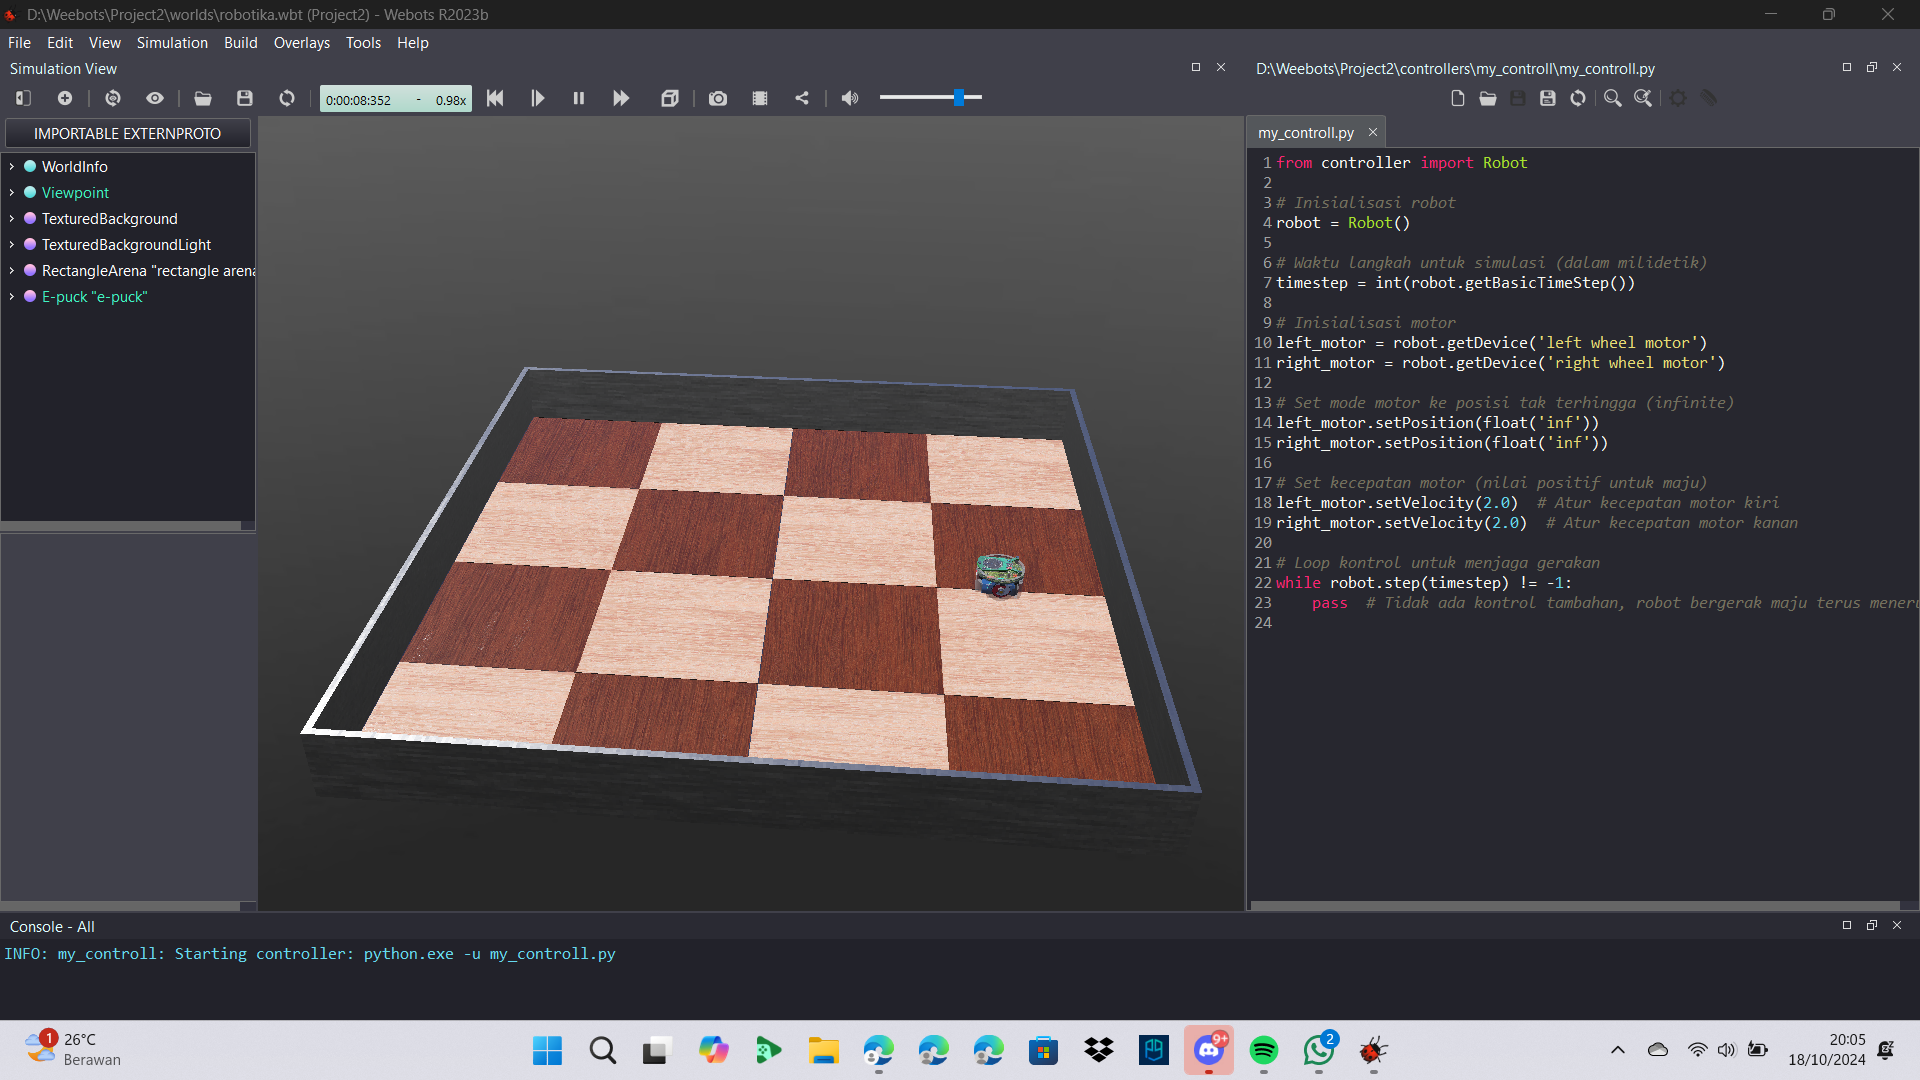 D:\Weebots\Project2\worlds\robotika.wbt (Project2) - Webots R2023b
File Edit View Simulation Build Overlays Tools Help
Simulation View
0:00:08:352 - 0.98x
IMPORTABLE EXTERNPROTO
WorldInfo
Viewpoint
TexturedBackground
TexturedBackgroundLight
RectangleArena "rectangle arena
E-puck "e-puck"
D:\Weebots\Project2\controllers\my_controll\my_controll.py
my_controll.py
1 from controller import Robot
2
3 # Inisialisasi robot
4 robot = Robot()
5
6 # Waktu langkah untuk simulasi (dalam milidetik)
7 timestep = int(robot.getBasicTimeStep())
8
9 # Inisialisasi motor
10 left_motor = robot.getDevice('left wheel motor')
11 right_motor = robot.getDevice('right wheel motor')
12
13 # Set mode motor ke posisi tak terhingga (infinite)
14 left_motor.setPosition(float('inf'))
15 right_motor.setPosition(float('inf'))
16
17 # Set kecepatan motor (nilai positif untuk maju)
18 left_motor.setVelocity(2.0)  # Atur kecepatan motor kiri
19 right_motor.setVelocity(2.0)  # Atur kecepatan motor kanan
20
21 # Loop kontrol untuk menjaga gerakan
22 while robot.step(timestep) != -1:
23     pass  # Tidak ada kontrol tambahan, robot bergerak maju terus meneru
24
Console - All
INFO: my_controll: Starting controller: python.exe -u my_controll.py
1
26°C
Berawan
9+
2
20:05
18/10/2024